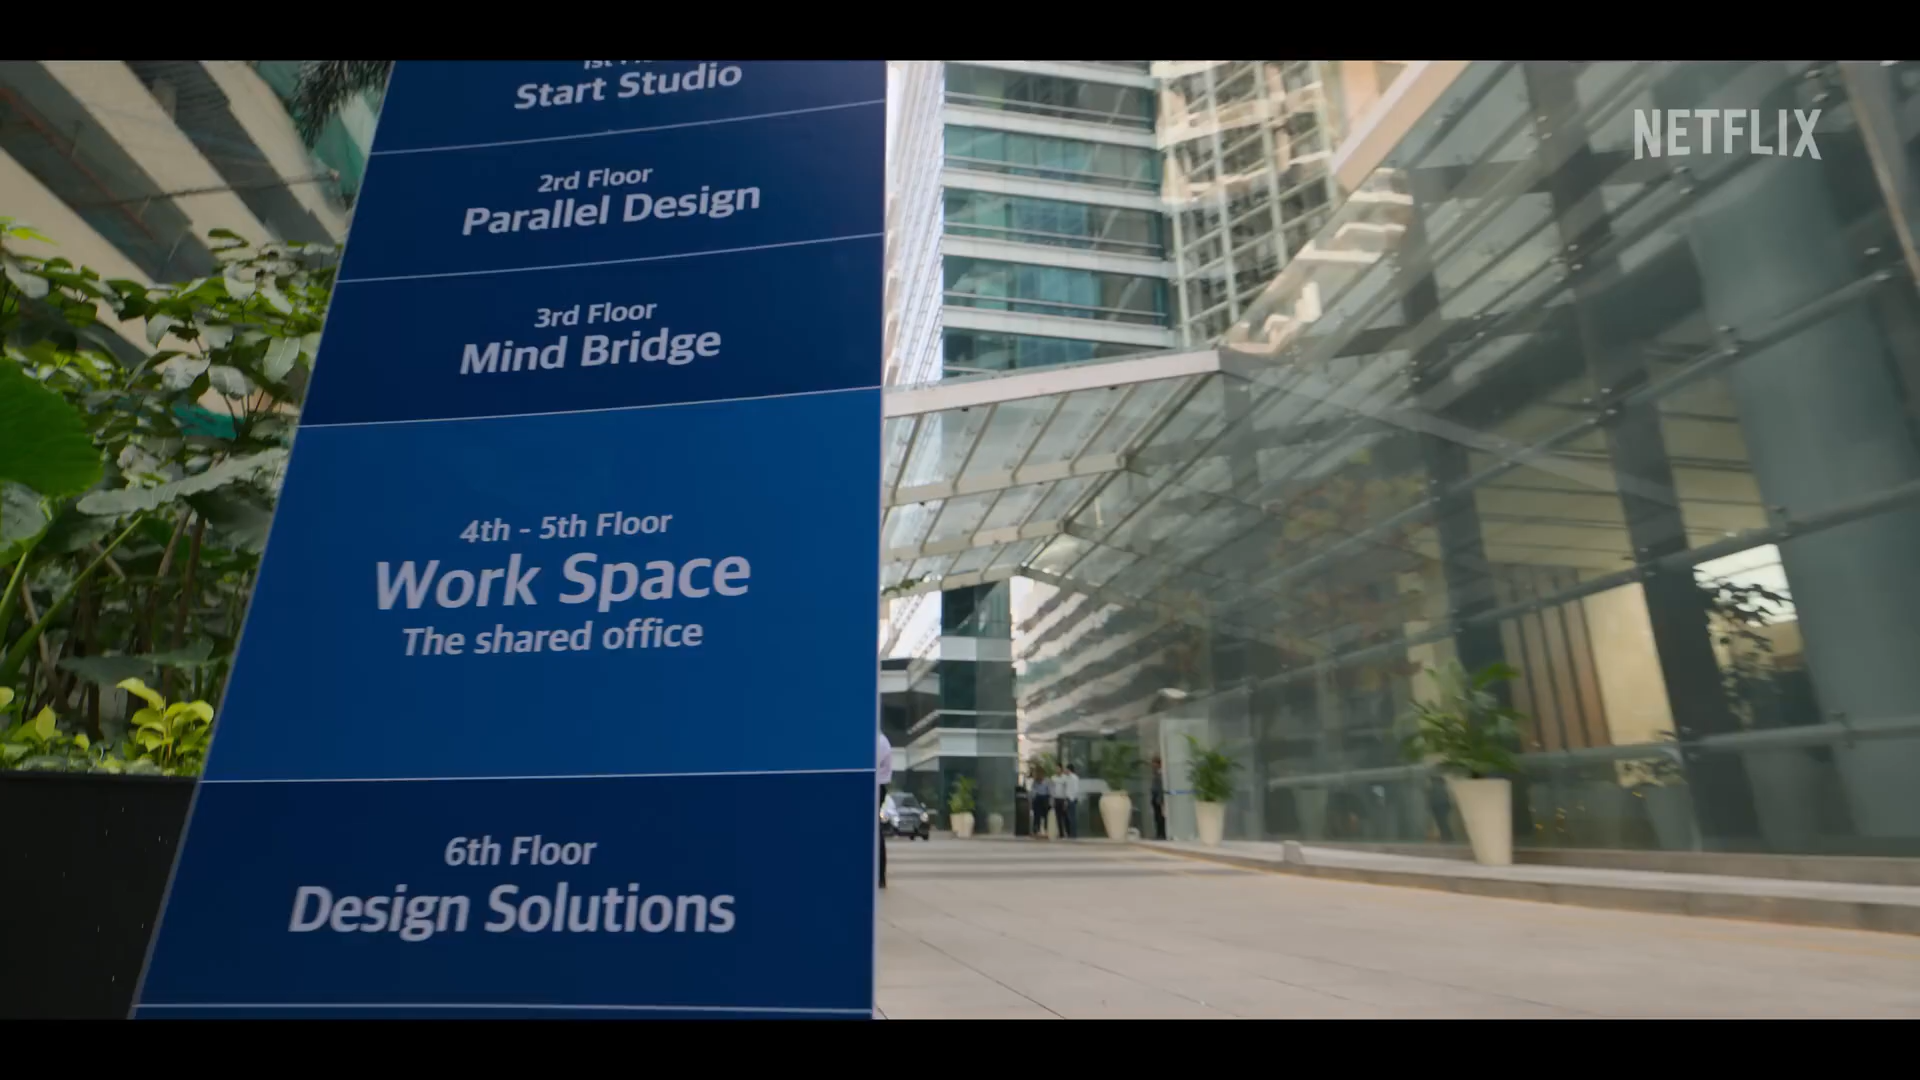 Start Studio
NETFLIX
2rd Floor
Parallel Design
3rd Floor
Mind Bridge
4th - 5th Floor
Work Space
The shared office
6th Floor
Design Solutions